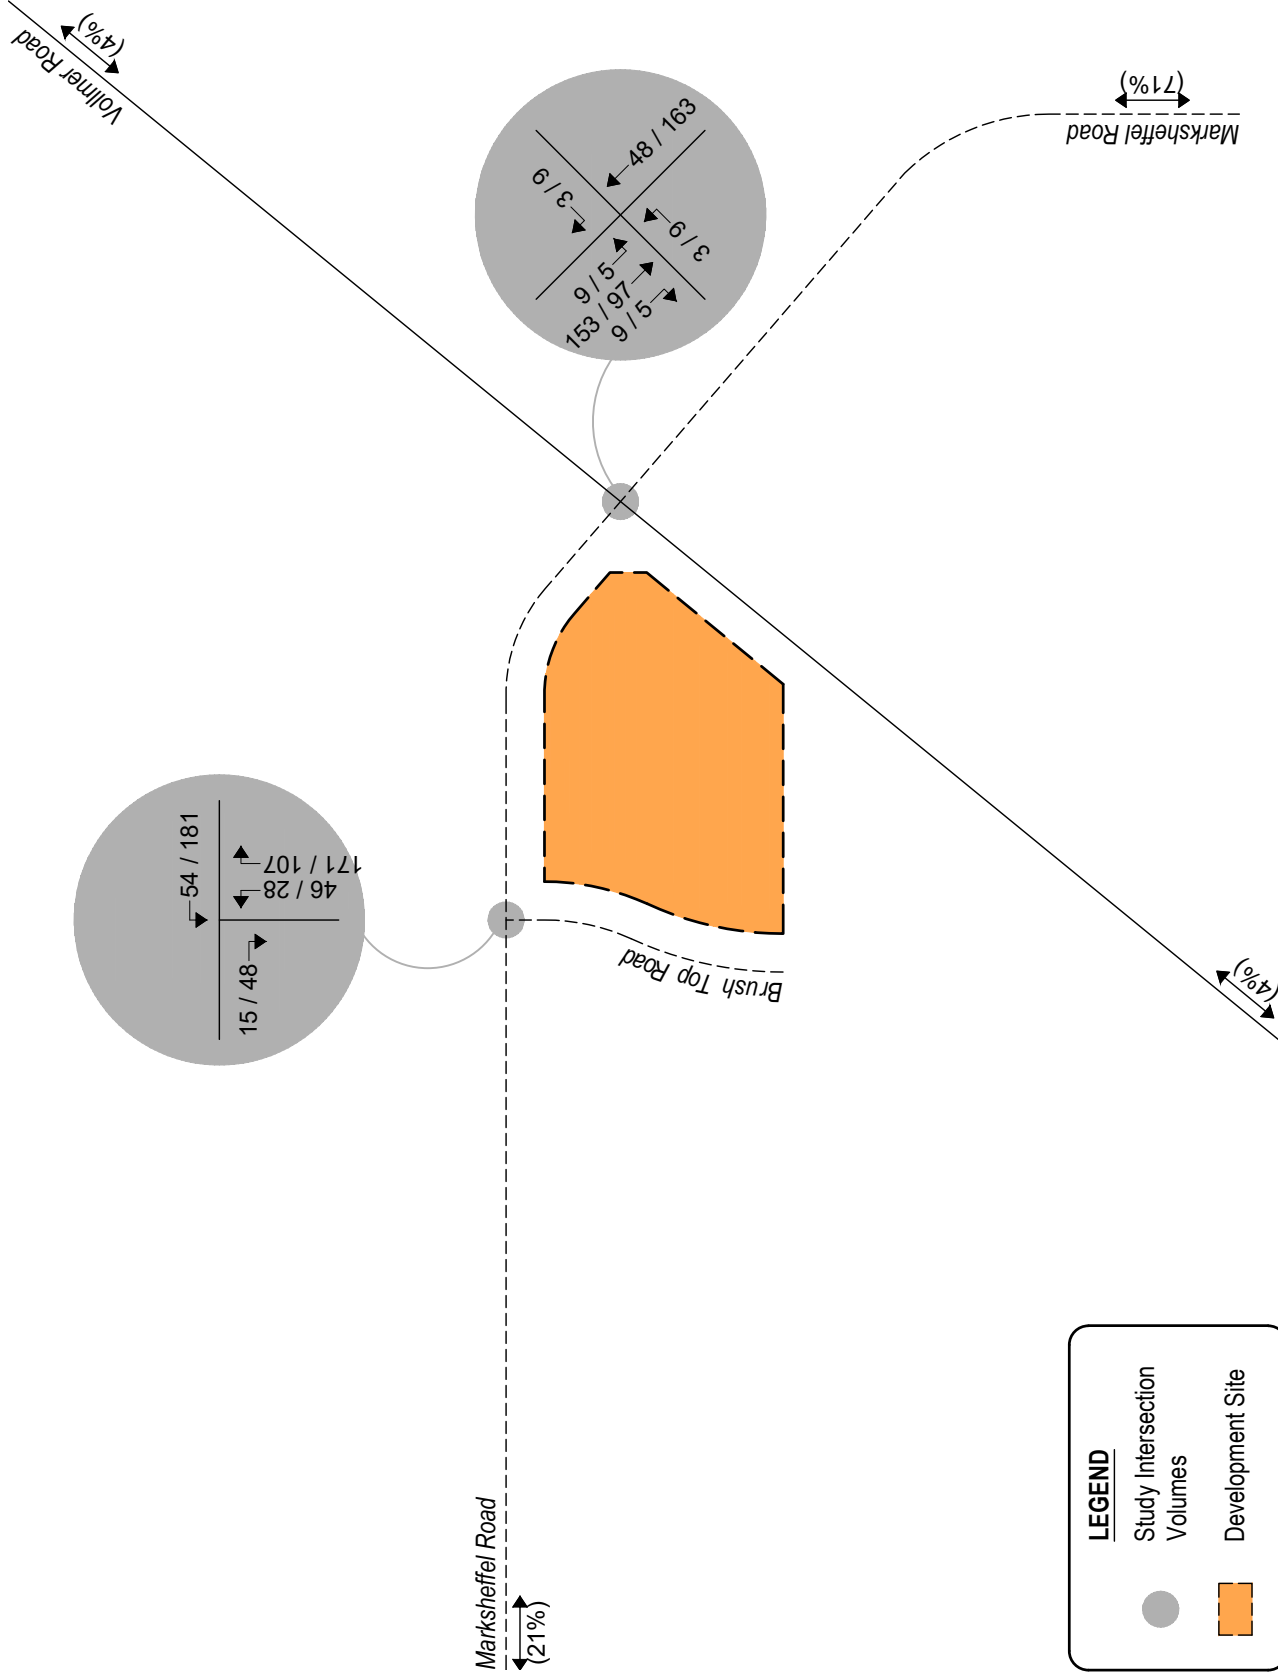 Vollmer Road
(4%)
Marksheffel Road
(71%)
3 / 9
48 / 163
9 / 5
153 / 97
9 / 5
3 / 9
54 / 181
171 / 107
46 / 28
15 / 48
Brush Top Road
(4%)
Marksheffel Road
(21%)
LEGEND
Study Intersection
Volumes
Development Site